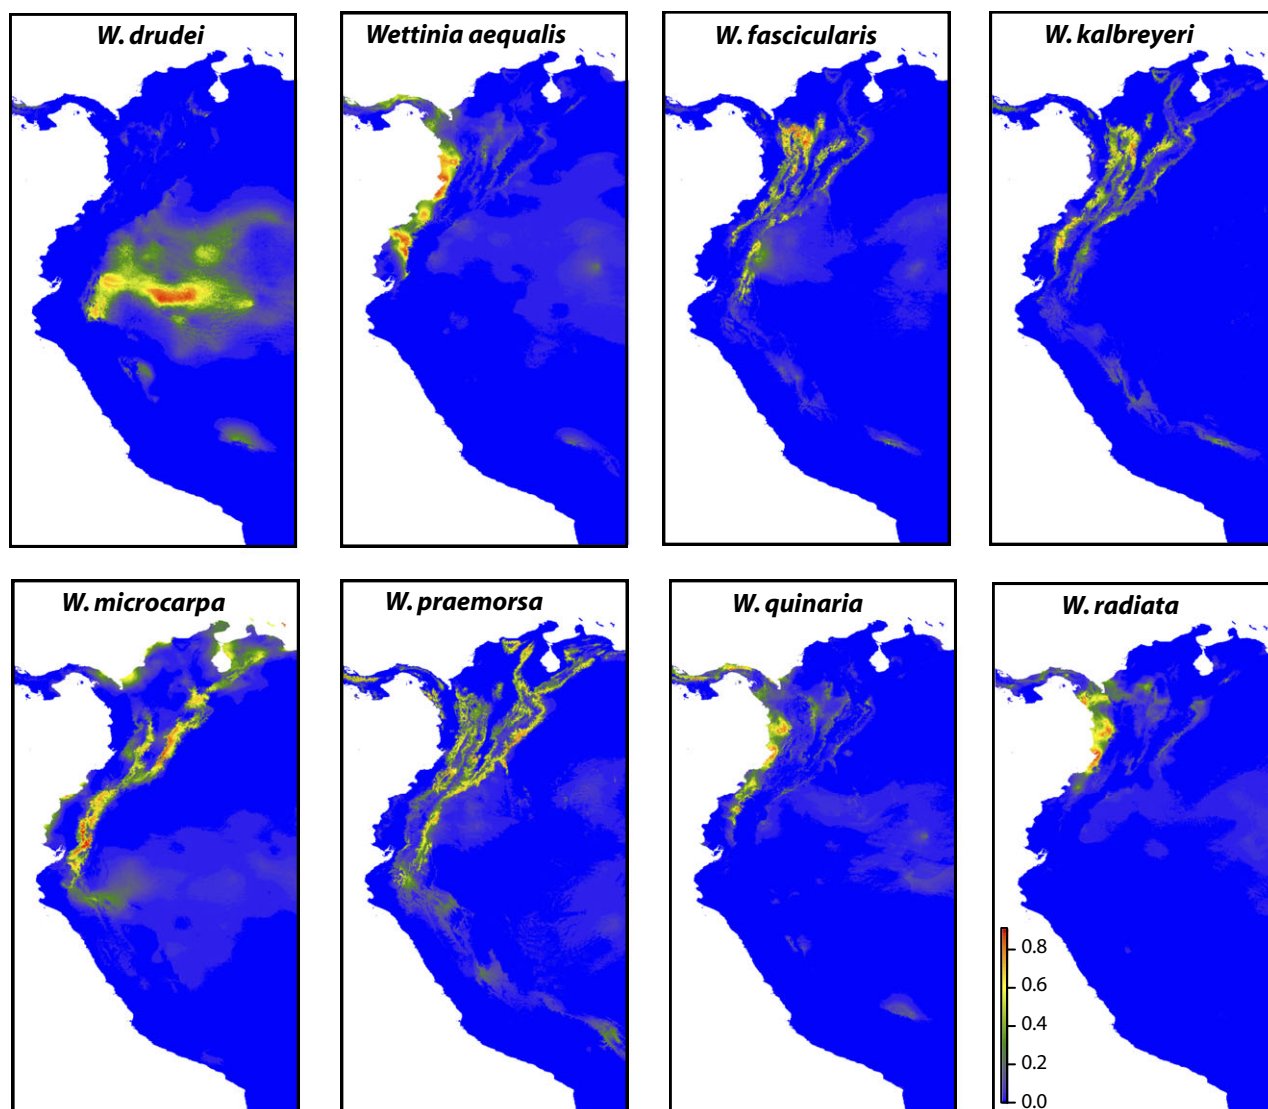 W. drudei
Wettinia aequalis
W. fascicularis
W. kalbreyeri
W. microcarpa
W. praemorsa
W. quinaria
W. radiata
0.8
0.6
0.4
0.2
0.0